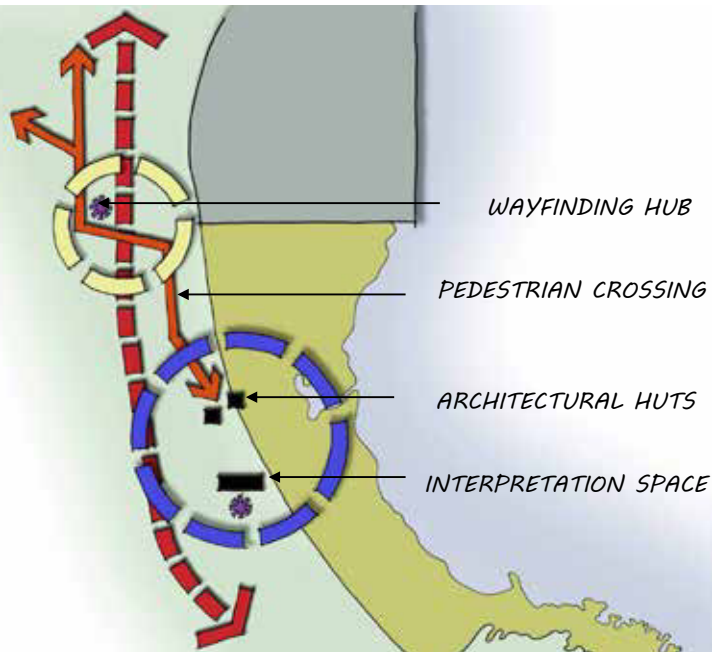 WAYFINDING HUB
PEDESTRIAN CROSSING
ARCHITECTURAL HUTS
INTERPRETATION SPACE